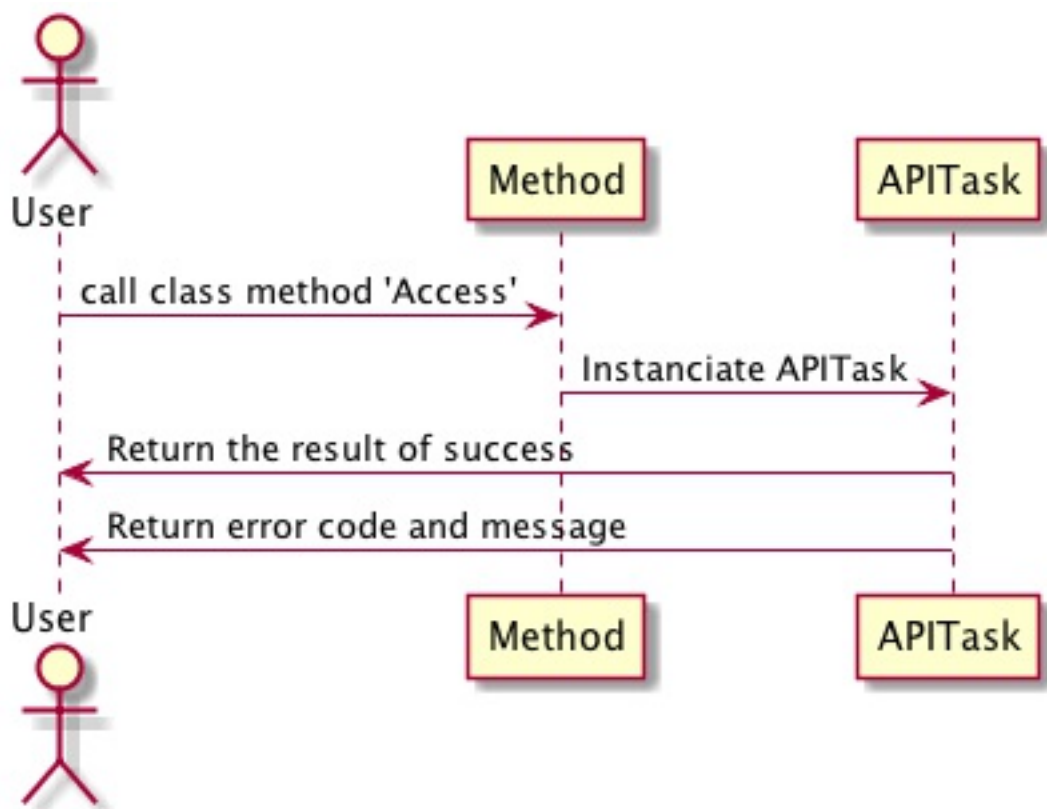 User
Method
APITask
call class method 'Access'
Instanciate APITask
Return the result of success
Return error code and message
User
Method
APITask